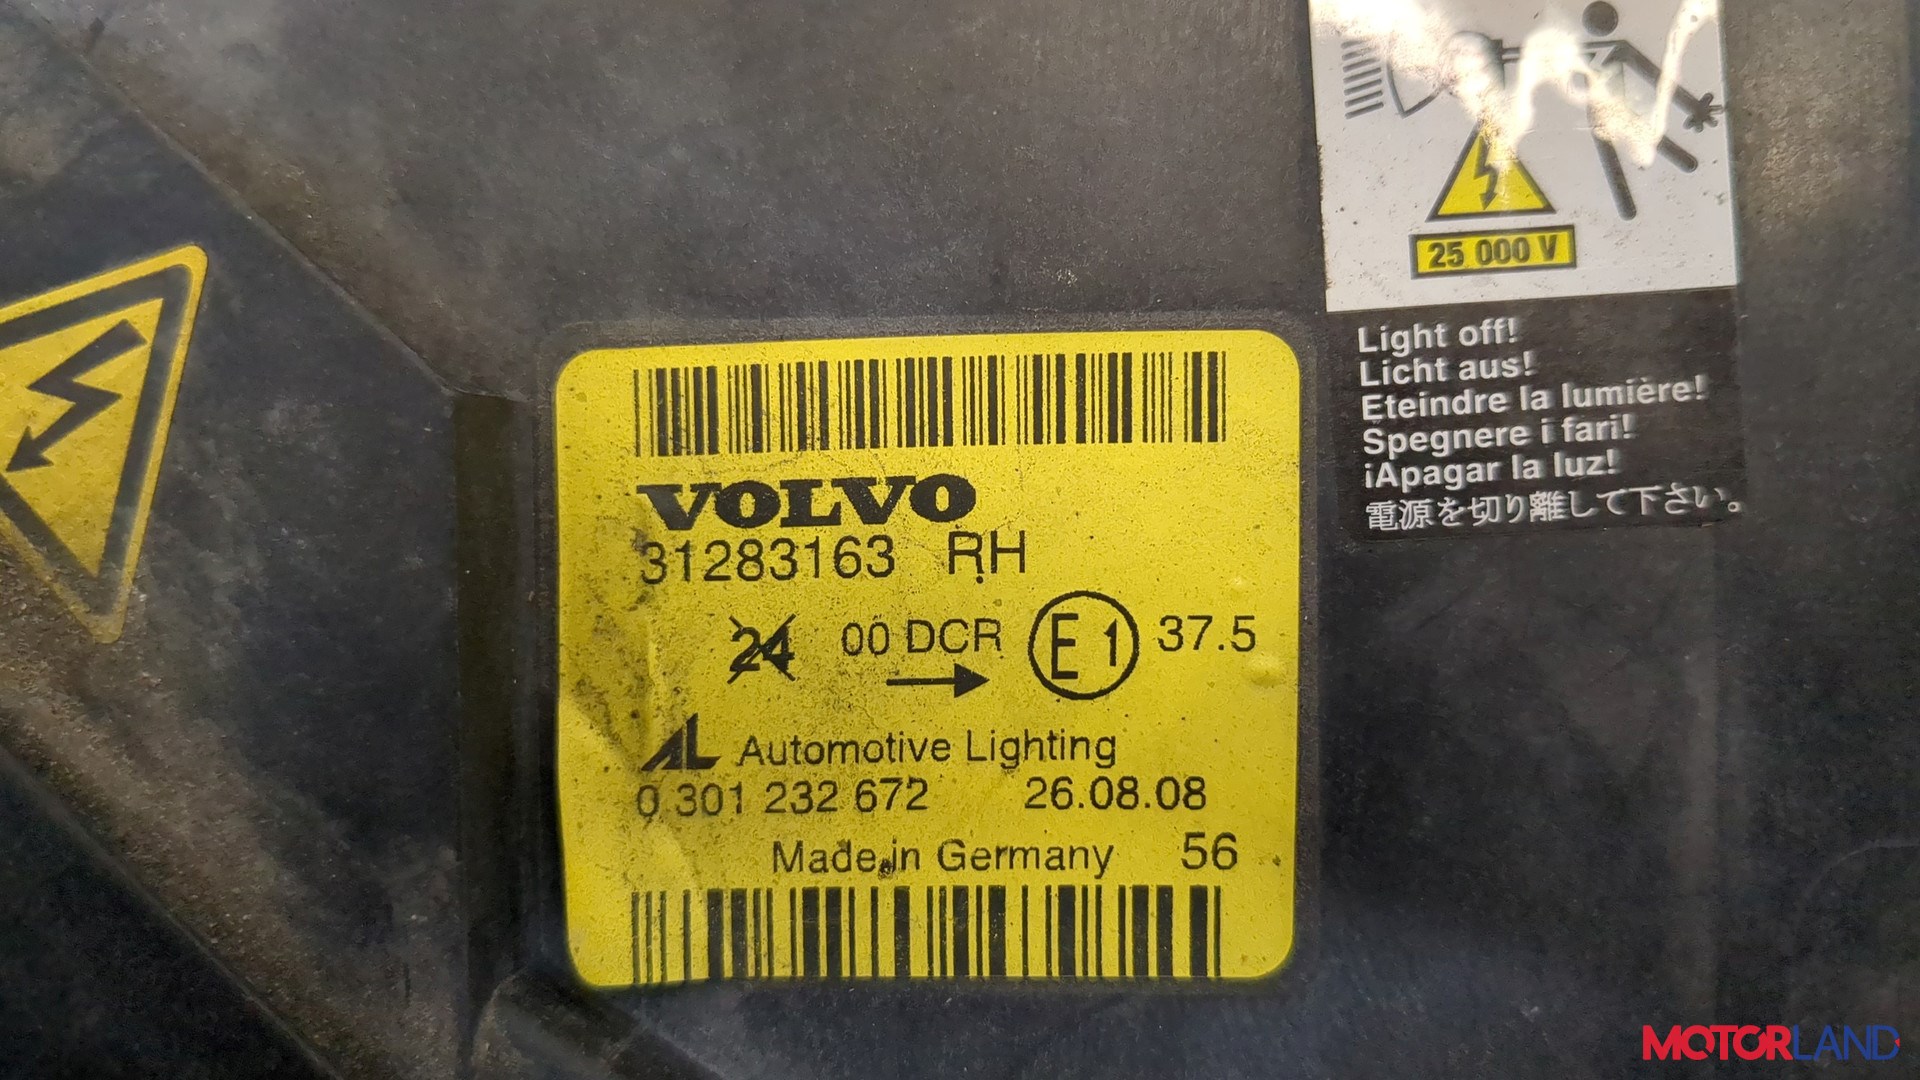 VOLVO
31283163 RH
24 00 DCR E1 37.5
AL Automotive Lighting
0 301 232 672 26.08.08
Made in Germany 56
25 000 V
Light off!
Licht aus!
Eteindre la lumière!
Spegnere i fari!
¡Apagar la luz!
電源を切り離して下さい。
MOTORLAND